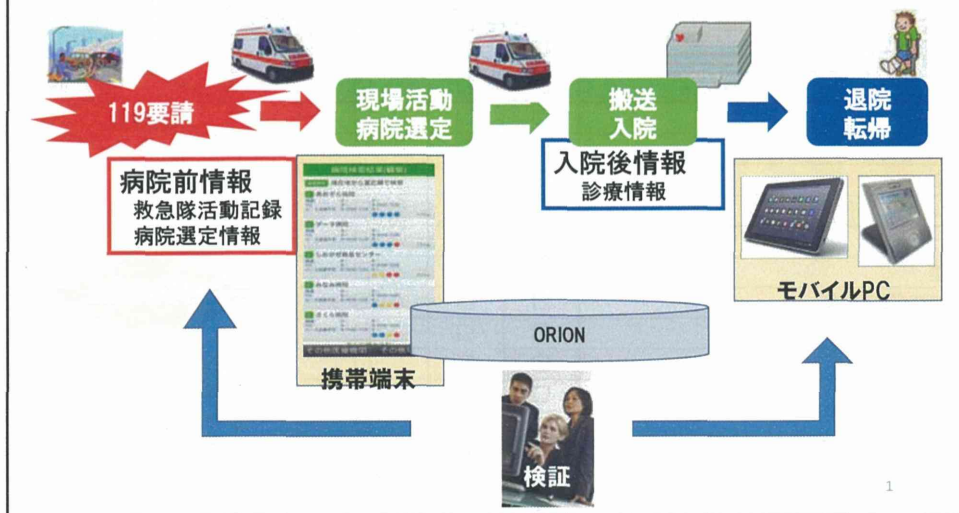 119要請
現場活動
病院選定
搬送
入院
退院
転帰
病院前情報
救急隊活動記録
病院選定情報
入院後情報
診療情報
モバイルPC
ORION
携帯端末
検証
1